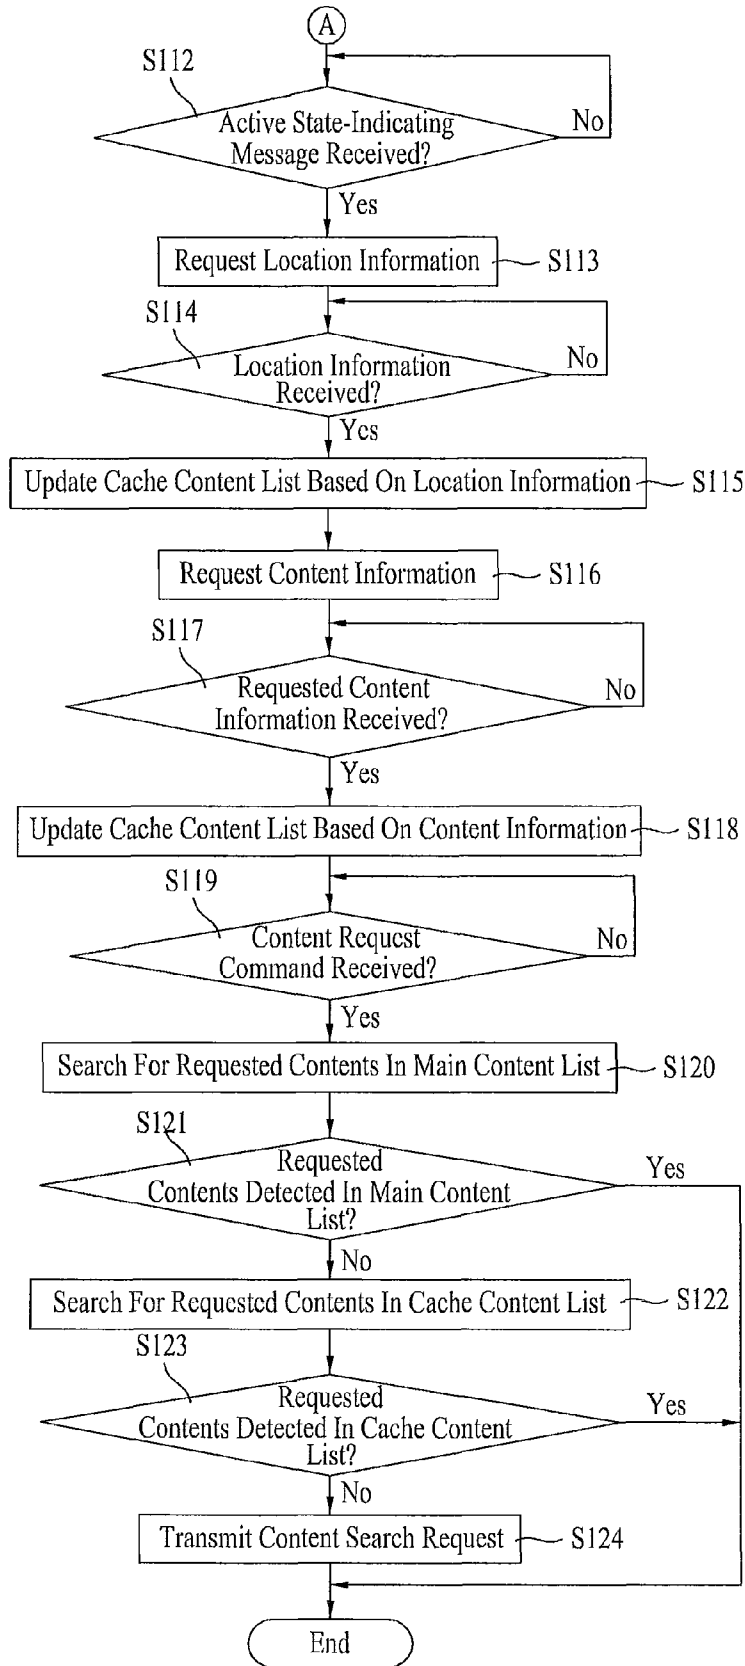 A
S112
Active State-Indicating
Message Received?
No
Yes
Request Location Information
S113
S114
Location Information
Received?
No
Yes
Update Cache Content List Based On Location Information
S115
Request Content Information
S116
S117
Requested Content
Information Received?
No
Yes
Update Cache Content List Based On Content Information
S118
S119
Content Request
Command Received?
No
Yes
Search For Requested Contents In Main Content List
S120
S121
Requested
Contents Detected In Main Content
List?
Yes
No
Search For Requested Contents In Cache Content List
S122
S123
Requested
Contents Detected In Cache Content
List?
Yes
No
Transmit Content Search Request
S124
End